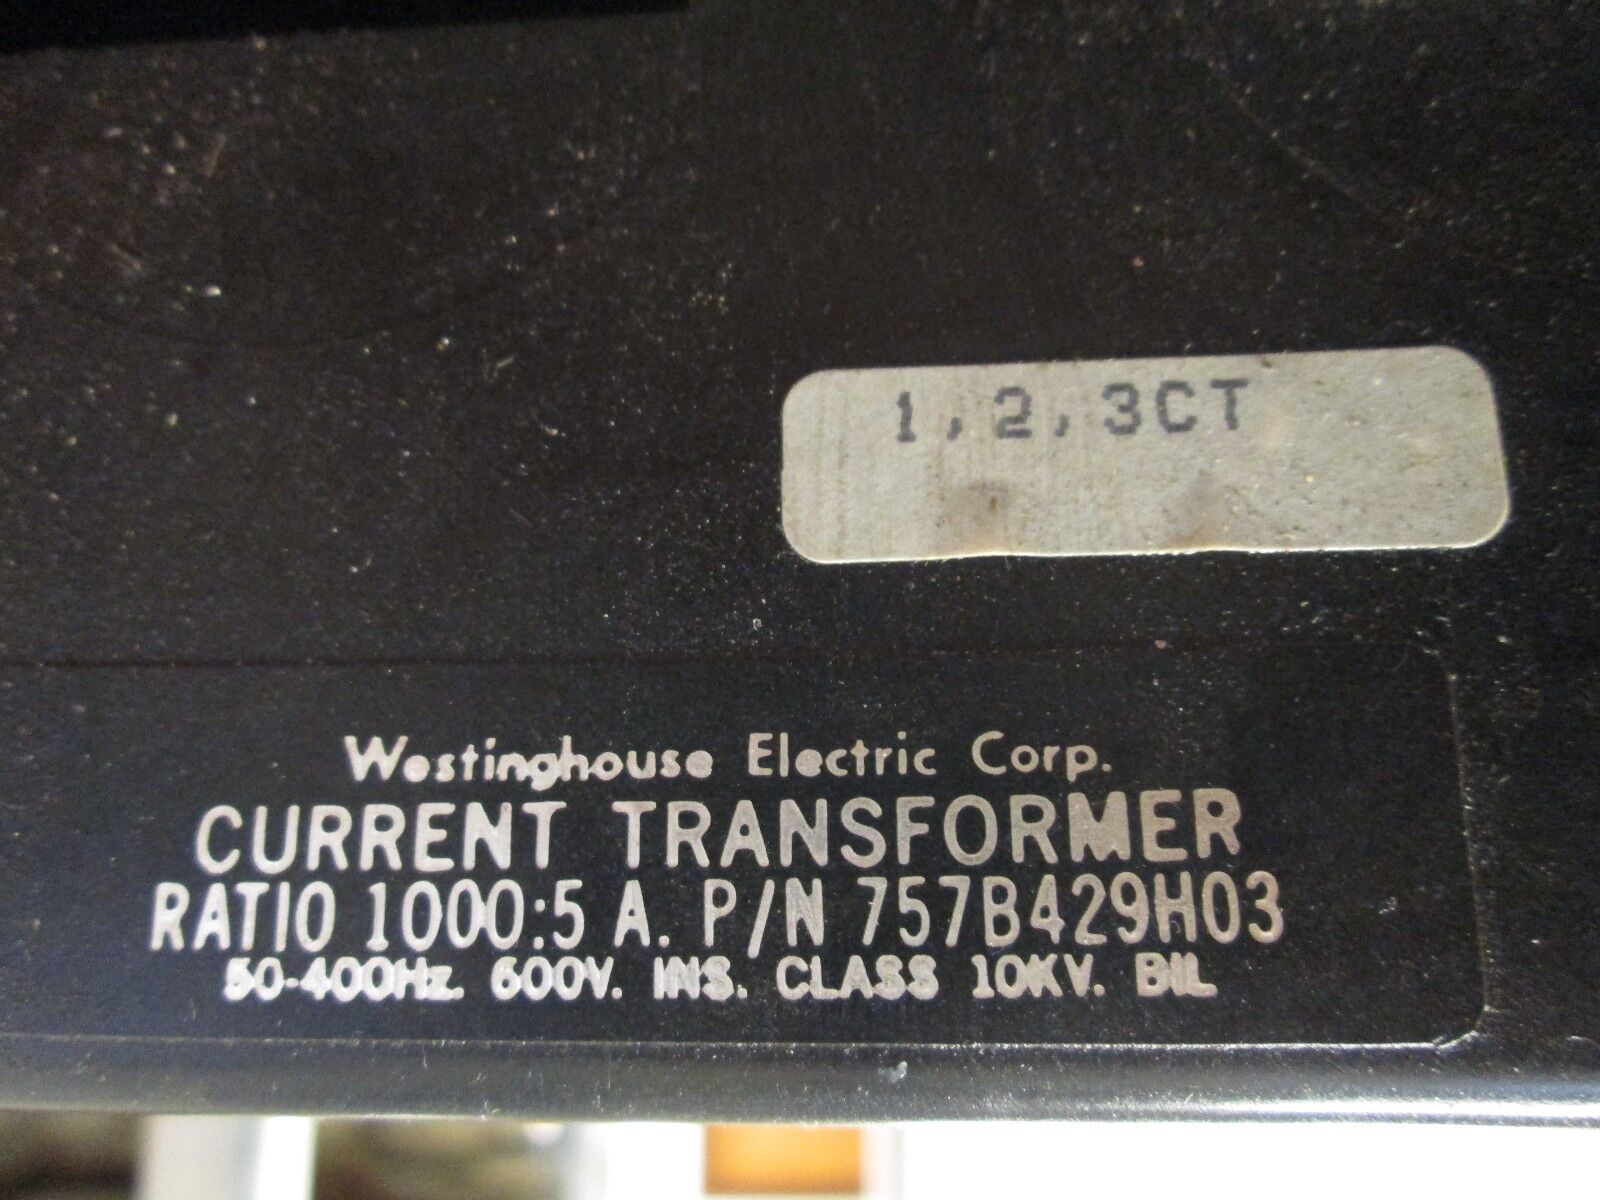 1,2,3CT
Westinghouse Electric Corp.
CURRENT TRANSFORMER
RATIO 1000:5 A. P/N 757B429H03
50-400Hz. 600V. INS. CLASS 10KV. BIL